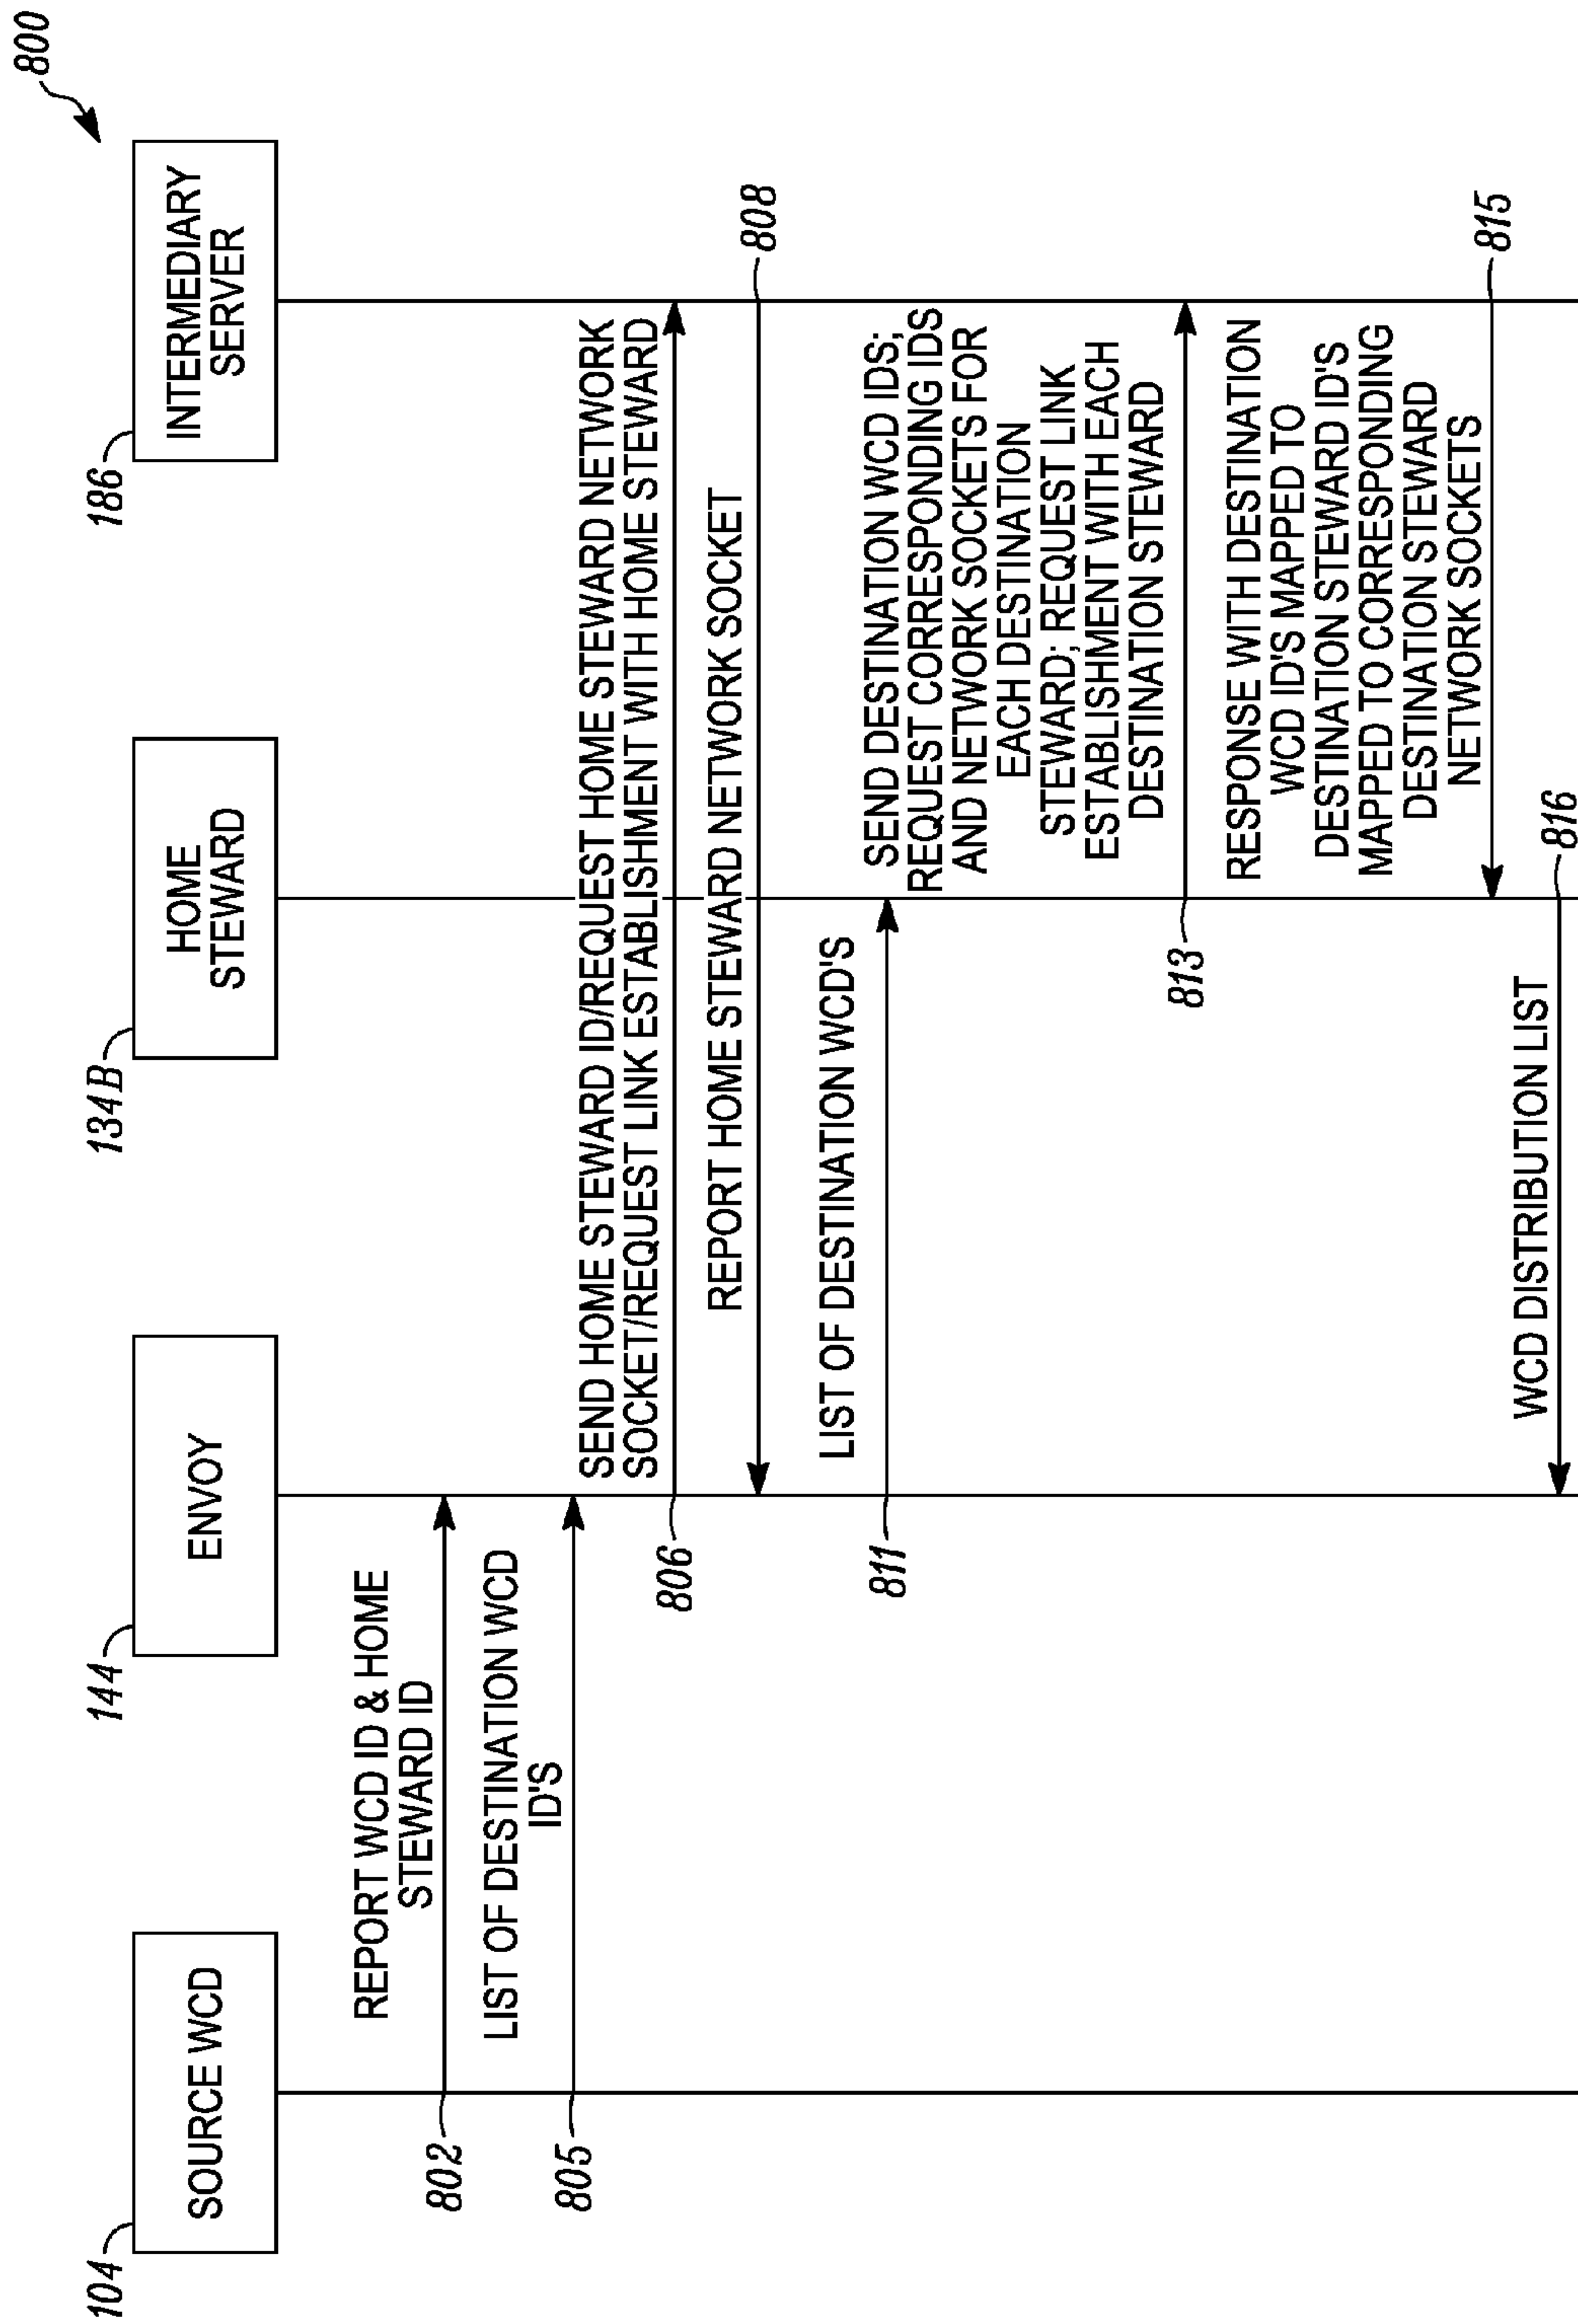 800
104
SOURCE WCD
144
ENVOY
134B
HOME
STEWARD
186
INTERMEDIARY
SERVER
REPORT WCD ID & HOME
STEWARD ID
802
LIST OF DESTINATION WCD
ID'S
805
SEND HOME STEWARD ID/REQUEST HOME STEWARD NETWORK
SOCKET/REQUEST LINK ESTABLISHMENT WITH HOME STEWARD
806
REPORT HOME STEWARD NETWORK SOCKET
808
LIST OF DESTINATION WCD'S
811
SEND DESTINATION WCD IDS;
REQUEST CORRESPONDING IDS
AND NETWORK SOCKETS FOR
EACH DESTINATION
STEWARD; REQUEST LINK
ESTABLISHMENT WITH EACH
DESTINATION STEWARD
813
RESPONSE WITH DESTINATION
WCD ID'S MAPPED TO
DESTINATION STEWARD ID'S
MAPPED TO CORRESPONDING
DESTINATION STEWARD
NETWORK SOCKETS
815
WCD DISTRIBUTION LIST
816